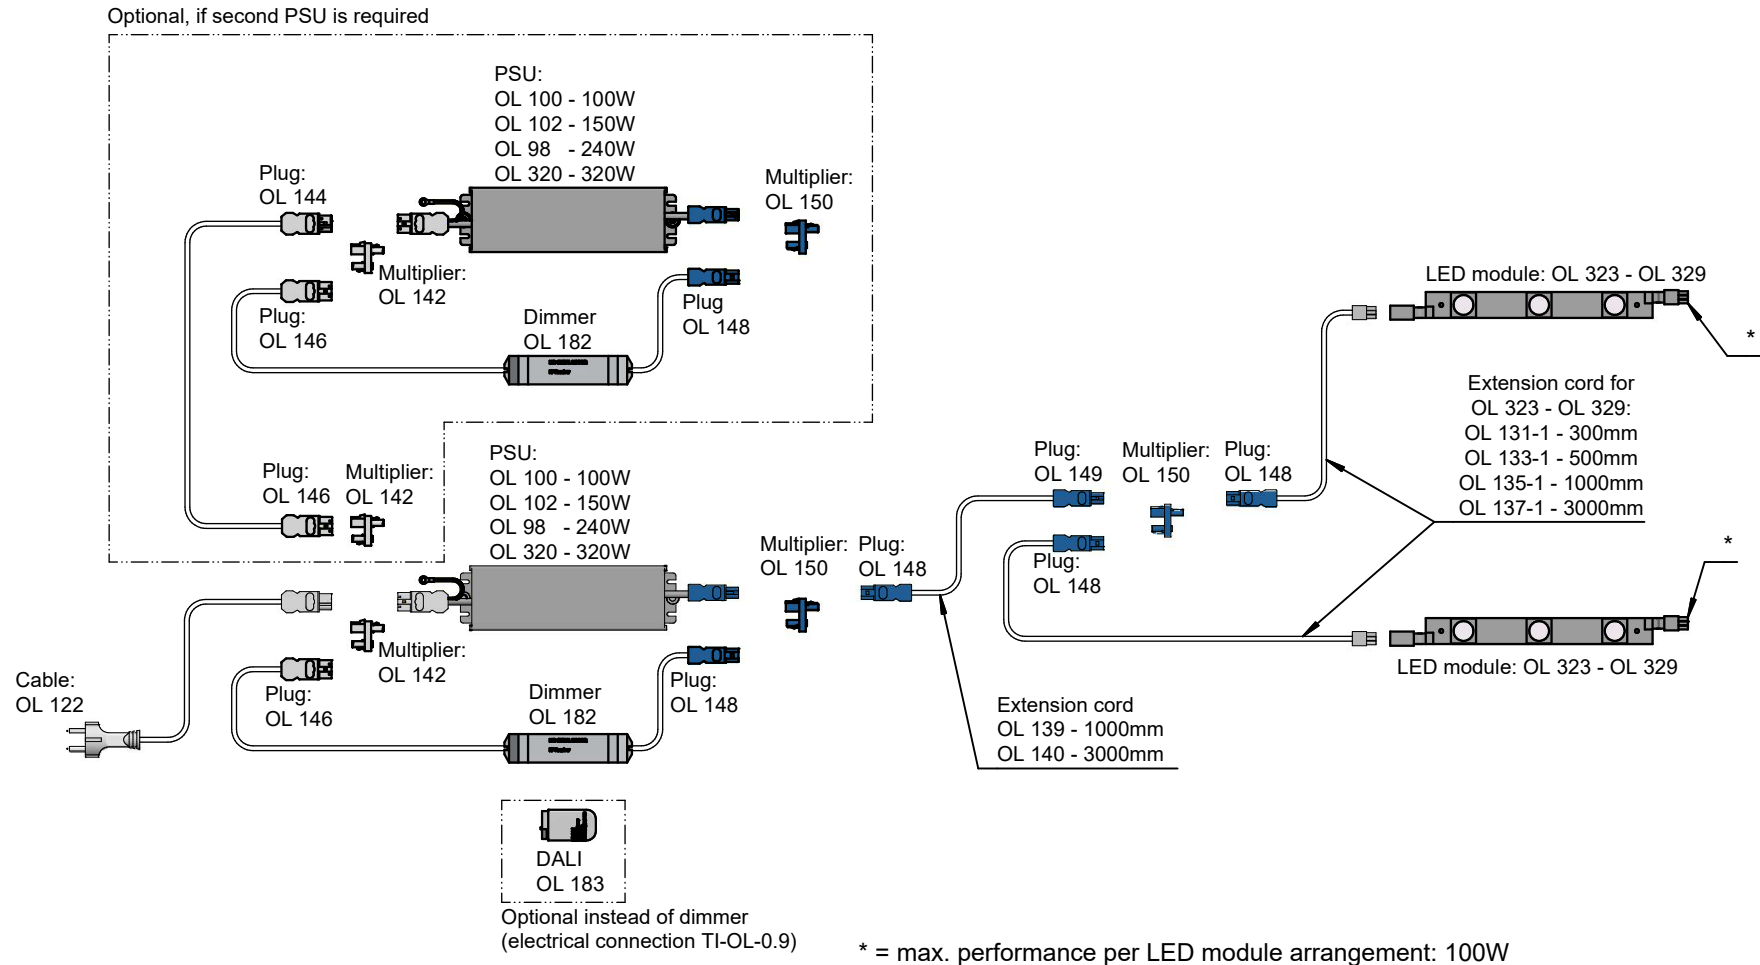 Optional, if second PSU is required
PSU:
OL 100 - 100W
OL 102 - 150W
OL 98 - 240W
OL 320 - 320W
Plug:
OL 144
Multiplier:
OL 150
Multiplier:
OL 142
Plug:
OL 146
Dimmer
OL 182
Plug
OL 148
LED module: OL 323 - OL 329
*
Extension cord for
OL 323 - OL 329:
OL 131-1 - 300mm
OL 133-1 - 500mm
OL 135-1 - 1000mm
OL 137-1 - 3000mm
Plug:
OL 146
Multiplier:
OL 142
PSU:
OL 100 - 100W
OL 102 - 150W
OL 98 - 240W
OL 320 - 320W
Plug:
OL 149
Multiplier:
OL 150
Plug:
OL 148
Multiplier:
OL 150
Plug:
OL 148
Plug:
OL 148
*
LED module: OL 323 - OL 329
Multiplier:
OL 142
Cable:
OL 122
Plug:
OL 146
Dimmer
OL 182
Plug:
OL 148
Extension cord
OL 139 - 1000mm
OL 140 - 3000mm
DALI
OL 183
Optional instead of dimmer
(electrical connection TI-OL-0.9)
* = max. performance per LED module arrangement: 100W